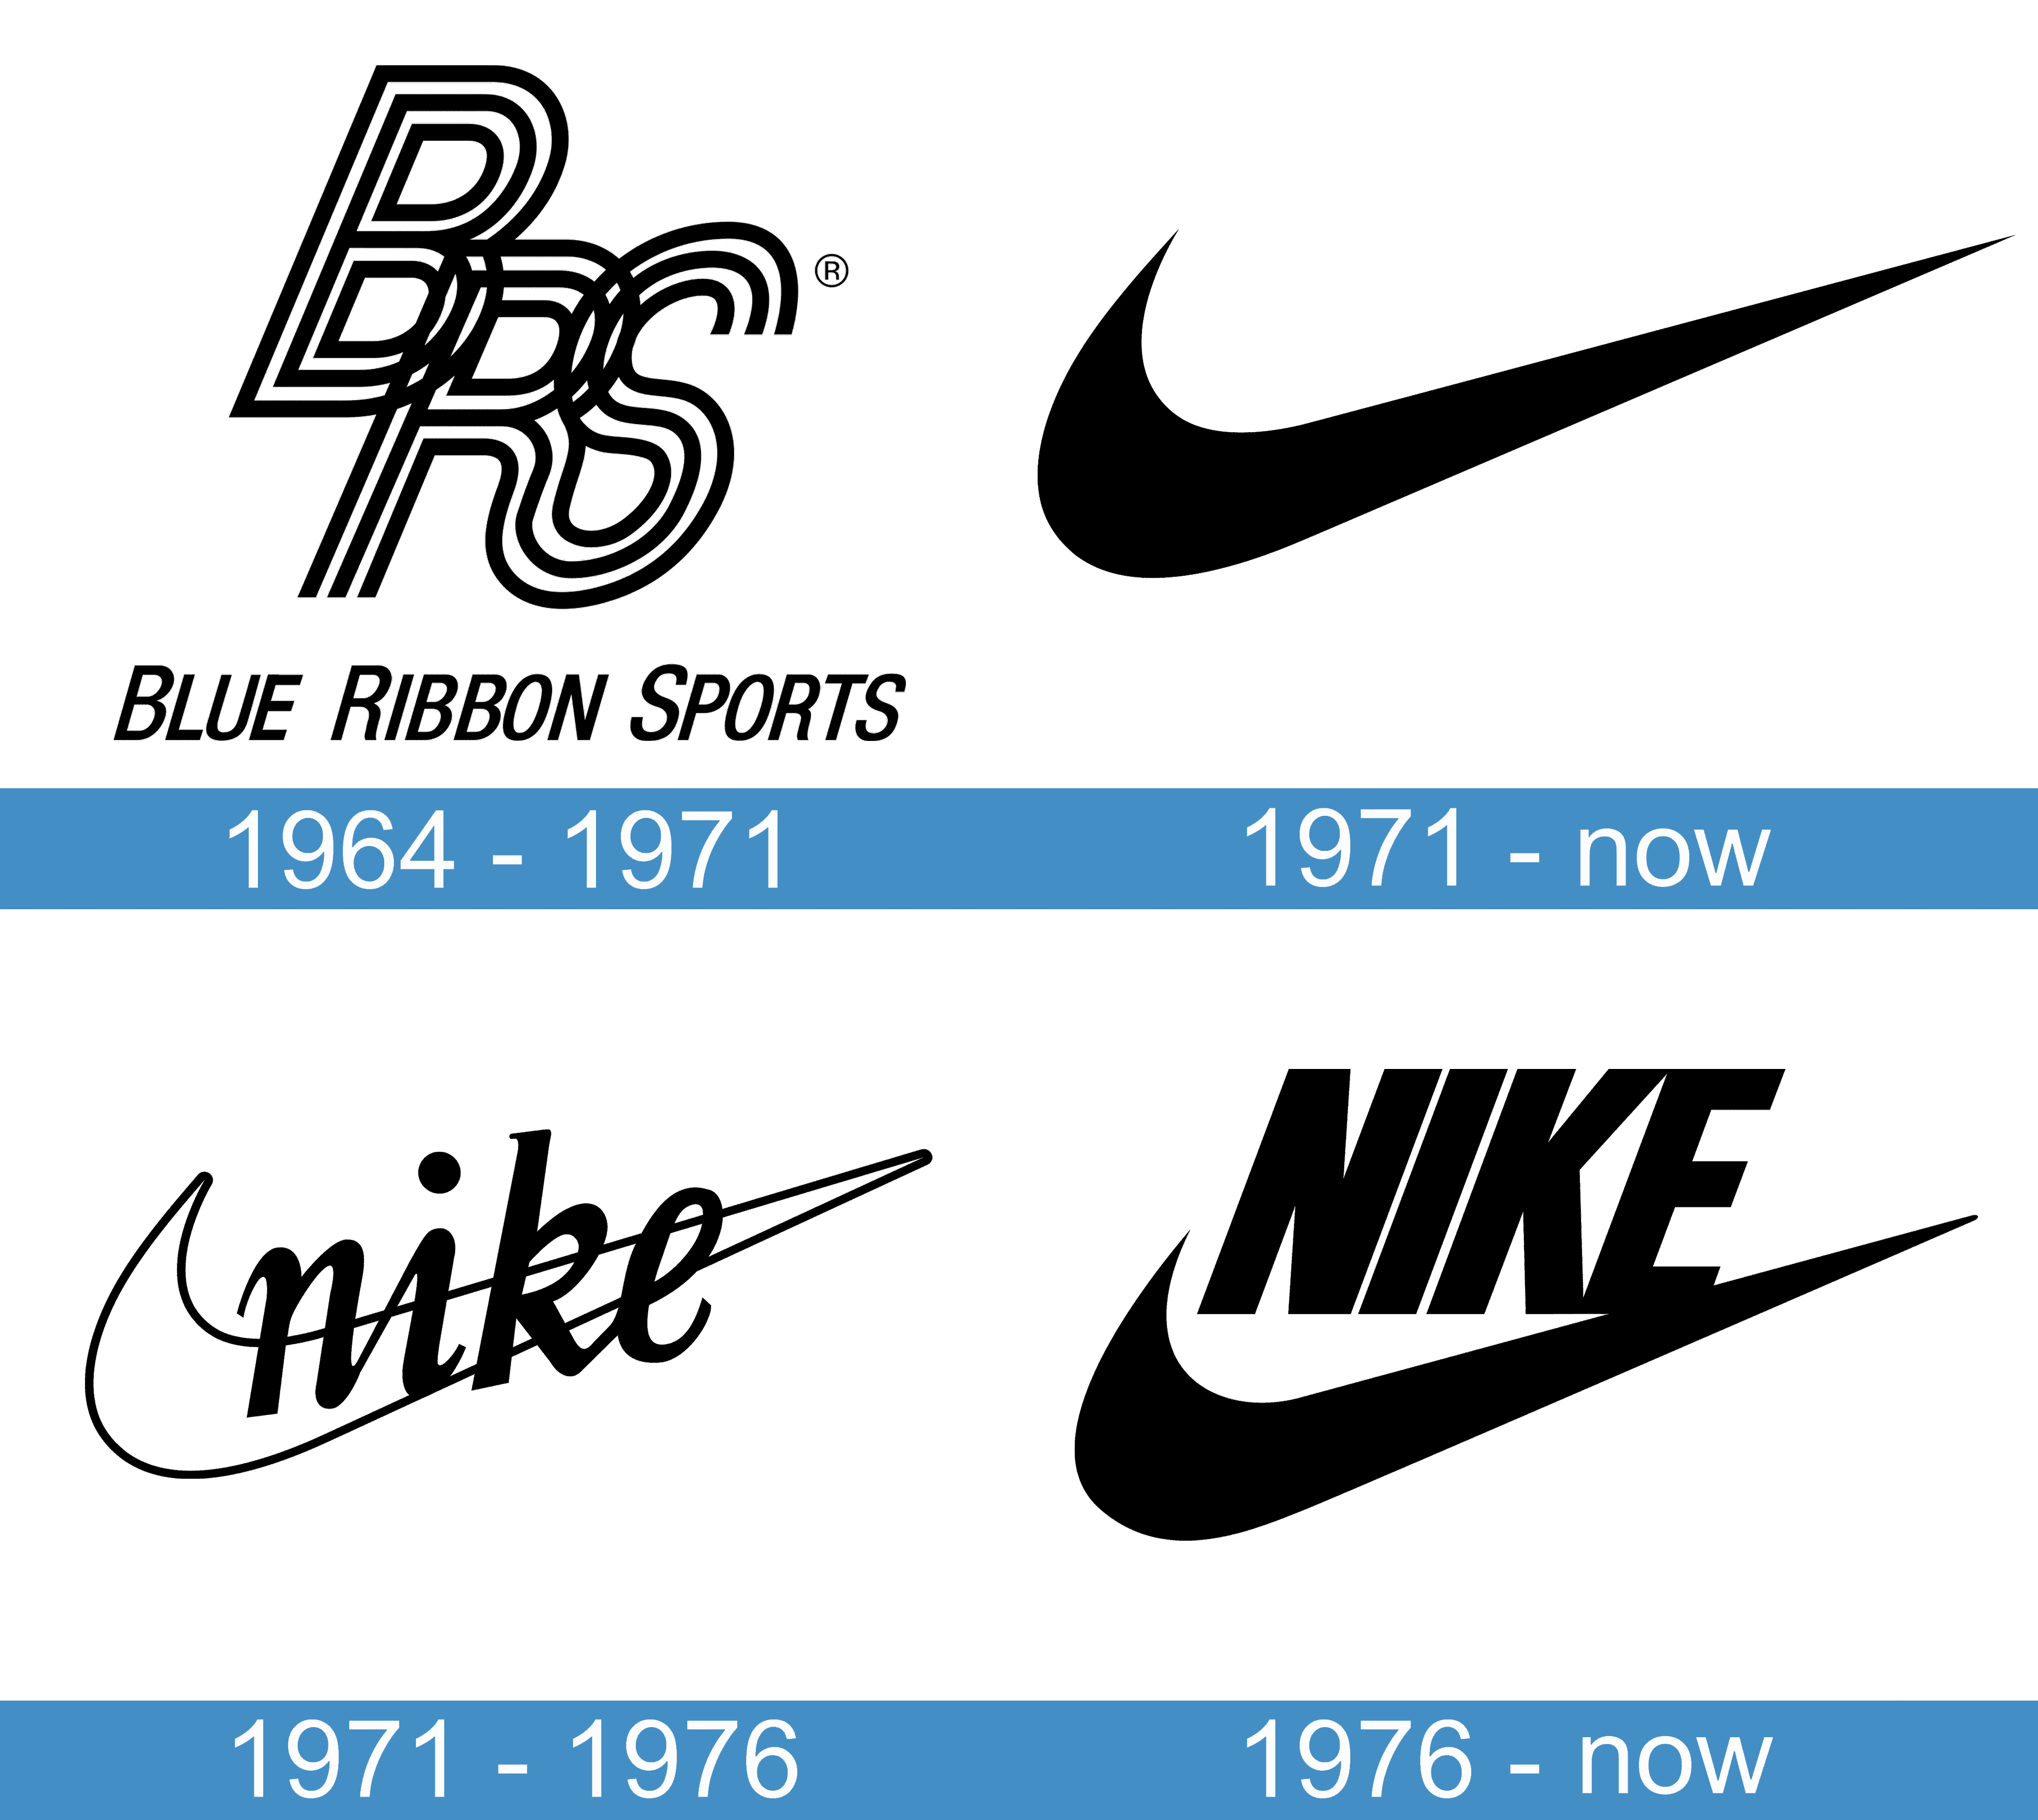 BRS ®
BLUE RIBBON SPORTS
1964 - 1971
1971 - now
nike
NIKE
1971 - 1976
1976 - now